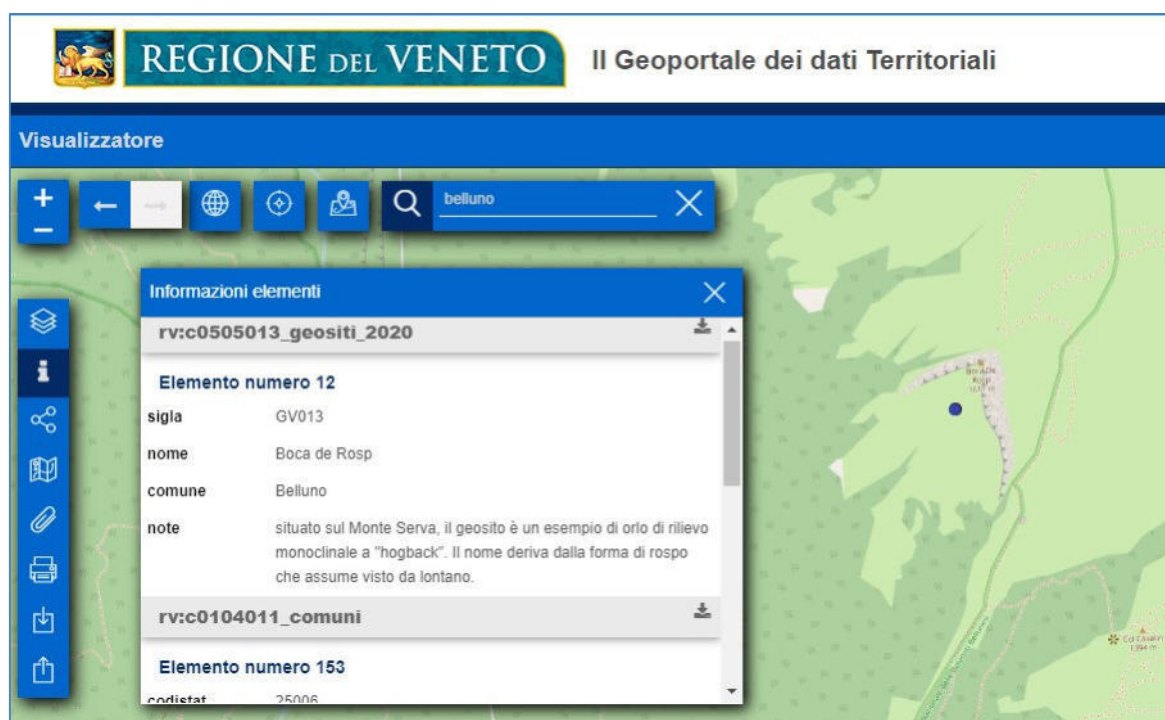 REGIONE DEL VENETO
Il Geoportale dei dati Territoriali
Visualizzatore
belluno
Informazioni elementi
rv:c0505013_geositi_2020
Elemento numero 12
sigla GV013
nome Boca de Rosp
comune Belluno
note situato sul Monte Serva, il geosito è un esempio di orlo di rilievo
monoclinale a "hogback". Il nome deriva dalla forma di rospo
che assume visto da lontano.
rv:c0104011_comuni
Elemento numero 153
codistat 25006